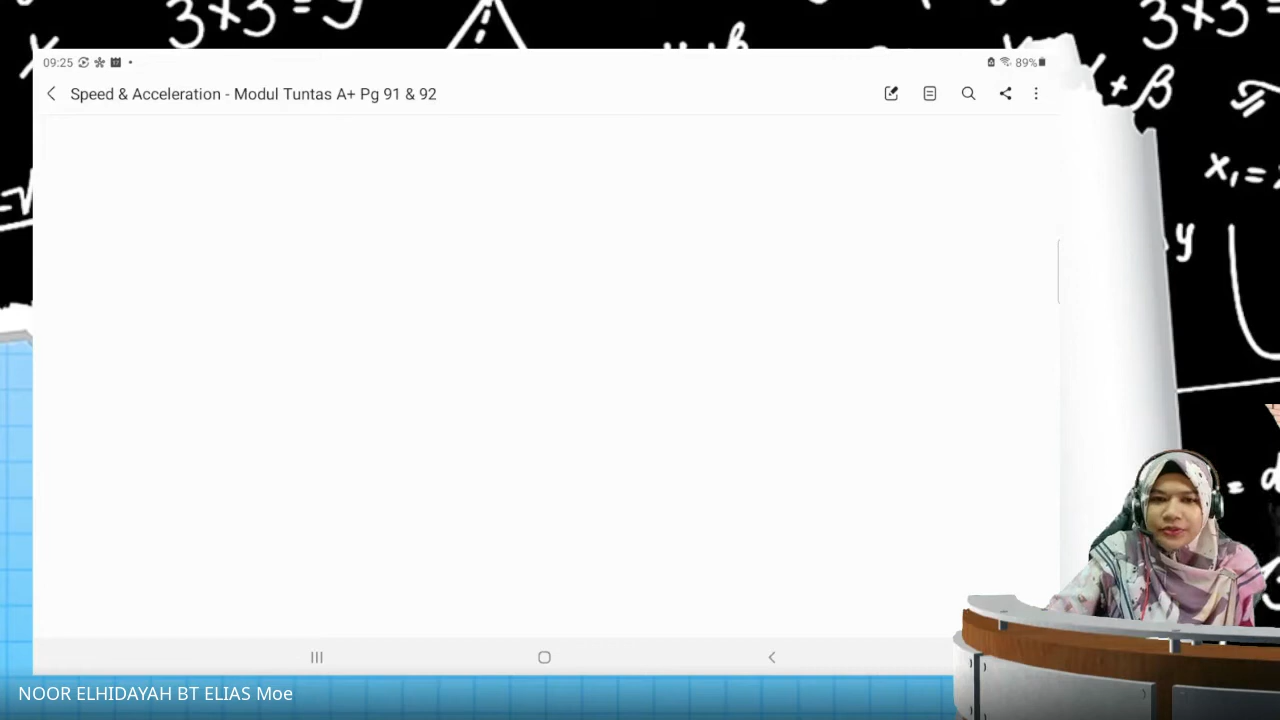 3×3=9
3×3=
09:25
89%
Speed & Acceleration - Modul Tuntas A+ Pg 91 & 92
+ β
x₁=
y
= d
NOOR ELHIDAYAH BT ELIAS Moe